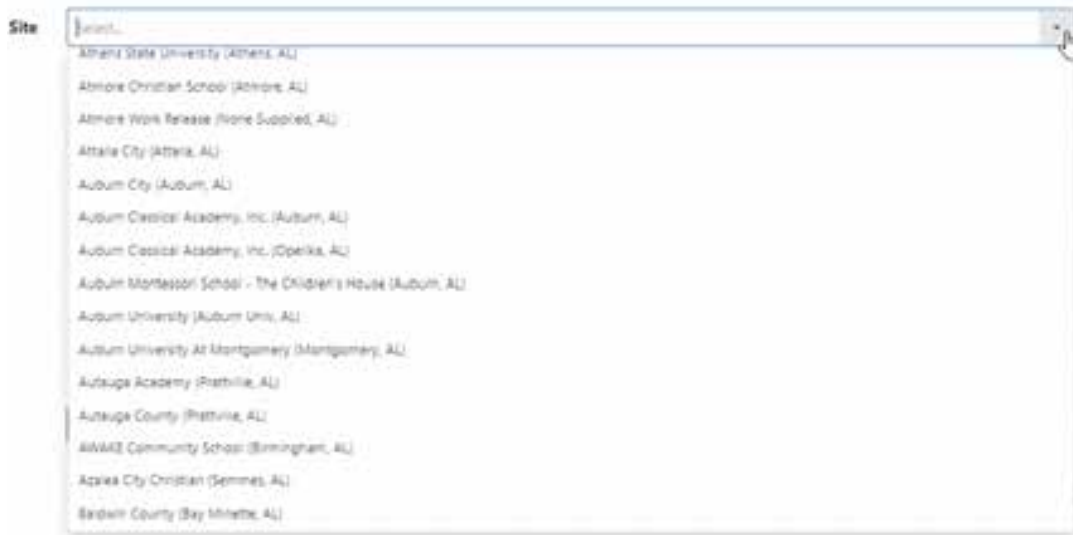 Site
Select...
Athens State University (Athens, AL)
Atmore Christian School (Atmore, AL)
Atmore Work Release (None Supplied, AL)
Attalla City (Attalla, AL)
Auburn City (Auburn, AL)
Auburn Classical Academy, Inc. (Auburn, AL)
Auburn Classical Academy, Inc. (Opelika, AL)
Auburn Montessori School - The Children's House (Auburn, AL)
Auburn University (Auburn Univ, AL)
Auburn University At Montgomery (Montgomery, AL)
Autauga Academy (Prattville, AL)
Autauga County (Prattville, AL)
AWAKE Community School (Birmingham, AL)
Azalea City Christian (Semmes, AL)
Baldwin County (Bay Minette, AL)